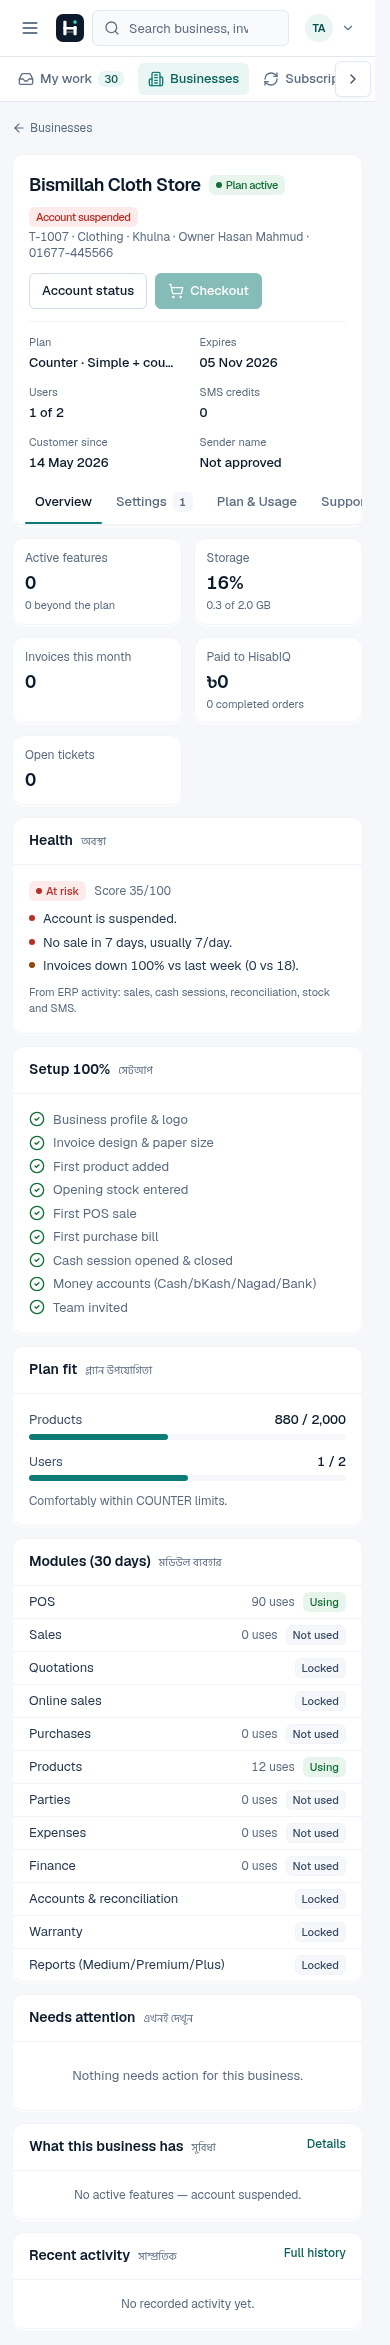 Search business, inv
TA
My work 30
Businesses
Subscrip
Businesses
Bismillah Cloth Store
Plan active
Account suspended
T-1007 · Clothing · Khulna · Owner Hasan Mahmud ·
01677-445566
Account status
Checkout
Plan
Expires
Counter · Simple + cou...
05 Nov 2026
Users
SMS credits
1 of 2
0
Customer since
Sender name
14 May 2026
Not approved
Overview
Settings 1
Plan & Usage
Suppor
Active features
0
0 beyond the plan
Storage
16%
0.3 of 2.0 GB
Invoices this month
0
Paid to HisabIQ
৳0
0 completed orders
Open tickets
0
Health অবস্থা
At risk Score 35/100
Account is suspended.
No sale in 7 days, usually 7/day.
Invoices down 100% vs last week (0 vs 18).
From ERP activity: sales, cash sessions, reconciliation, stock
and SMS.
Setup 100% সেটআপ
Business profile & logo
Invoice design & paper size
First product added
Opening stock entered
First POS sale
First purchase bill
Cash session opened & closed
Money accounts (Cash/bKash/Nagad/Bank)
Team invited
Plan fit প্ল্যান উপযোগিতা
Products 880 / 2,000
Users 1 / 2
Comfortably within COUNTER limits.
Modules (30 days) মডিউল ব্যবহার
POS 90 uses Using
Sales 0 uses Not used
Quotations Locked
Online sales Locked
Purchases 0 uses Not used
Products 12 uses Using
Parties 0 uses Not used
Expenses 0 uses Not used
Finance 0 uses Not used
Accounts & reconciliation Locked
Warranty Locked
Reports (Medium/Premium/Plus) Locked
Needs attention এখনই দেখুন
Nothing needs action for this business.
What this business has সুবিধা Details
No active features — account suspended.
Recent activity সাম্প্রতিক Full history
No recorded activity yet.